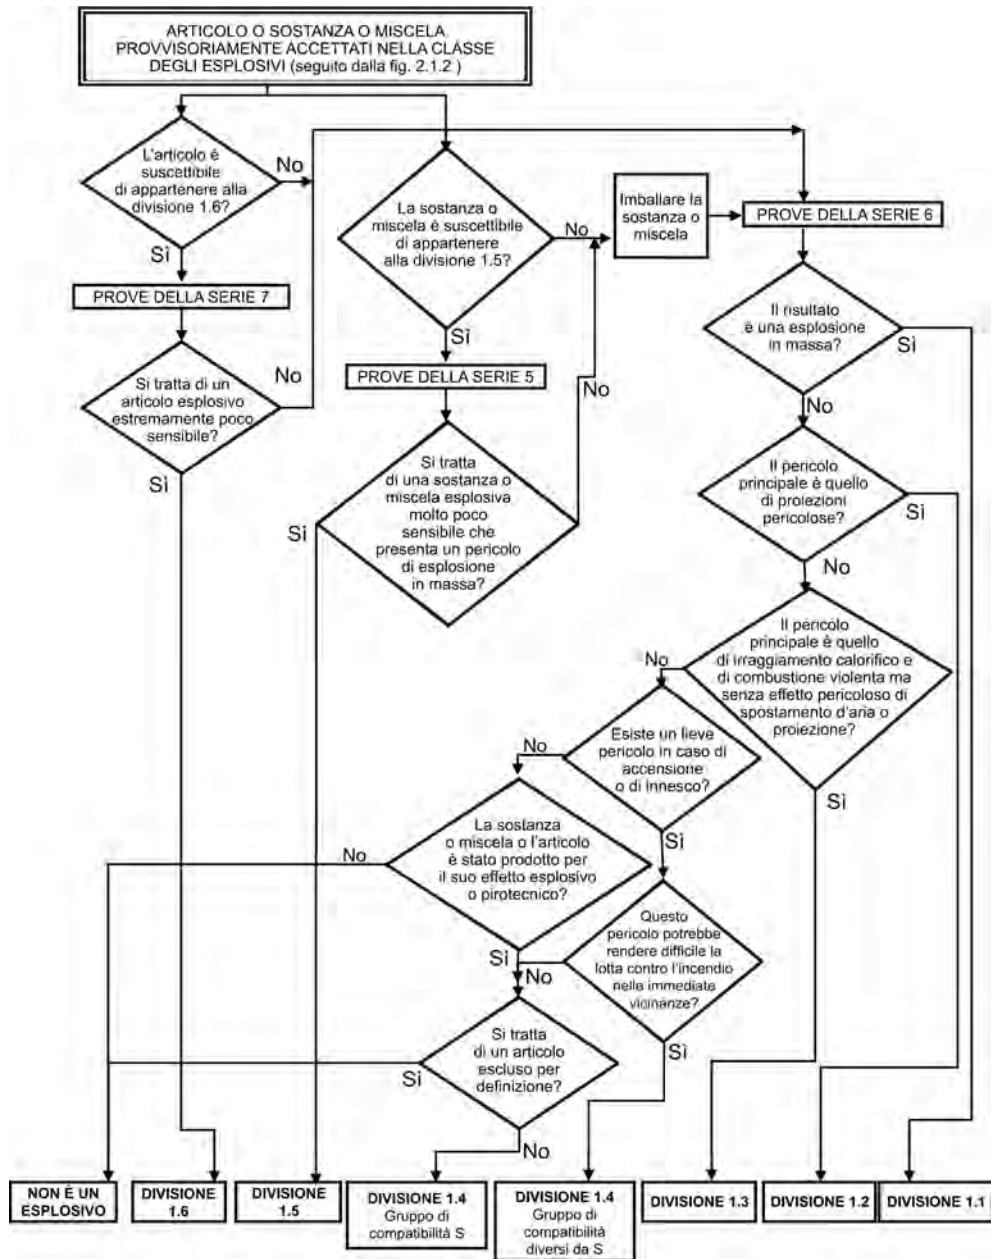 ARTICOLO O SOSTANZA O MISCELA
PROVVISORIAMENTE ACCETTATI NELLA CLASSE
DEGLI ESPLOSIVI (seguito dalla fig. 2.1.2 )
L'articolo è
suscettibile
di appartenere alla
divisione 1.6?
No
Sì
PROVE DELLA SERIE 7
Si tratta di un
articolo esplosivo
estremamente poco
sensibile?
No
Sì
La sostanza o
miscela è suscettibile
di appartenere
alla divisione 1.5?
No
Sì
PROVE DELLA SERIE 5
Si tratta
di una sostanza o
miscela esplosiva
molto poco
sensibile che
presenta un pericolo
di esplosione
in massa?
No
Sì
Imballare la
sostanza o
miscela
PROVE DELLA SERIE 6
Il risultato
è una esplosione
in massa?
Sì
No
Il pericolo
principale è quello
di proiezioni
pericolose?
Sì
No
Il pericolo
principale è quello
di irraggiamento calorifico e
di combustione violenta ma
senza effetto pericoloso di
spostamento d'aria o
proiezione?
No
Sì
Esiste un lieve
pericolo in caso di
accensione
o di innesco?
No
Sì
La sostanza
o miscela o l'articolo
è stato prodotto per
il suo effetto esplosivo
o pirotecnico?
No
Sì
Questo
pericolo potrebbe
rendere difficile la
lotta contro l'incendio
nelle immediate
vicinanze?
No
Sì
Si tratta
di un articolo
escluso per
definizione?
Sì
No
NON È UN
ESPLOSIVO
DIVISIONE
1.6
DIVISIONE
1.5
DIVISIONE 1.4
Gruppo di
compatibilità S
DIVISIONE 1.4
Gruppo di
compatibilità
diversi da S
DIVISIONE 1.3
DIVISIONE 1.2
DIVISIONE 1.1